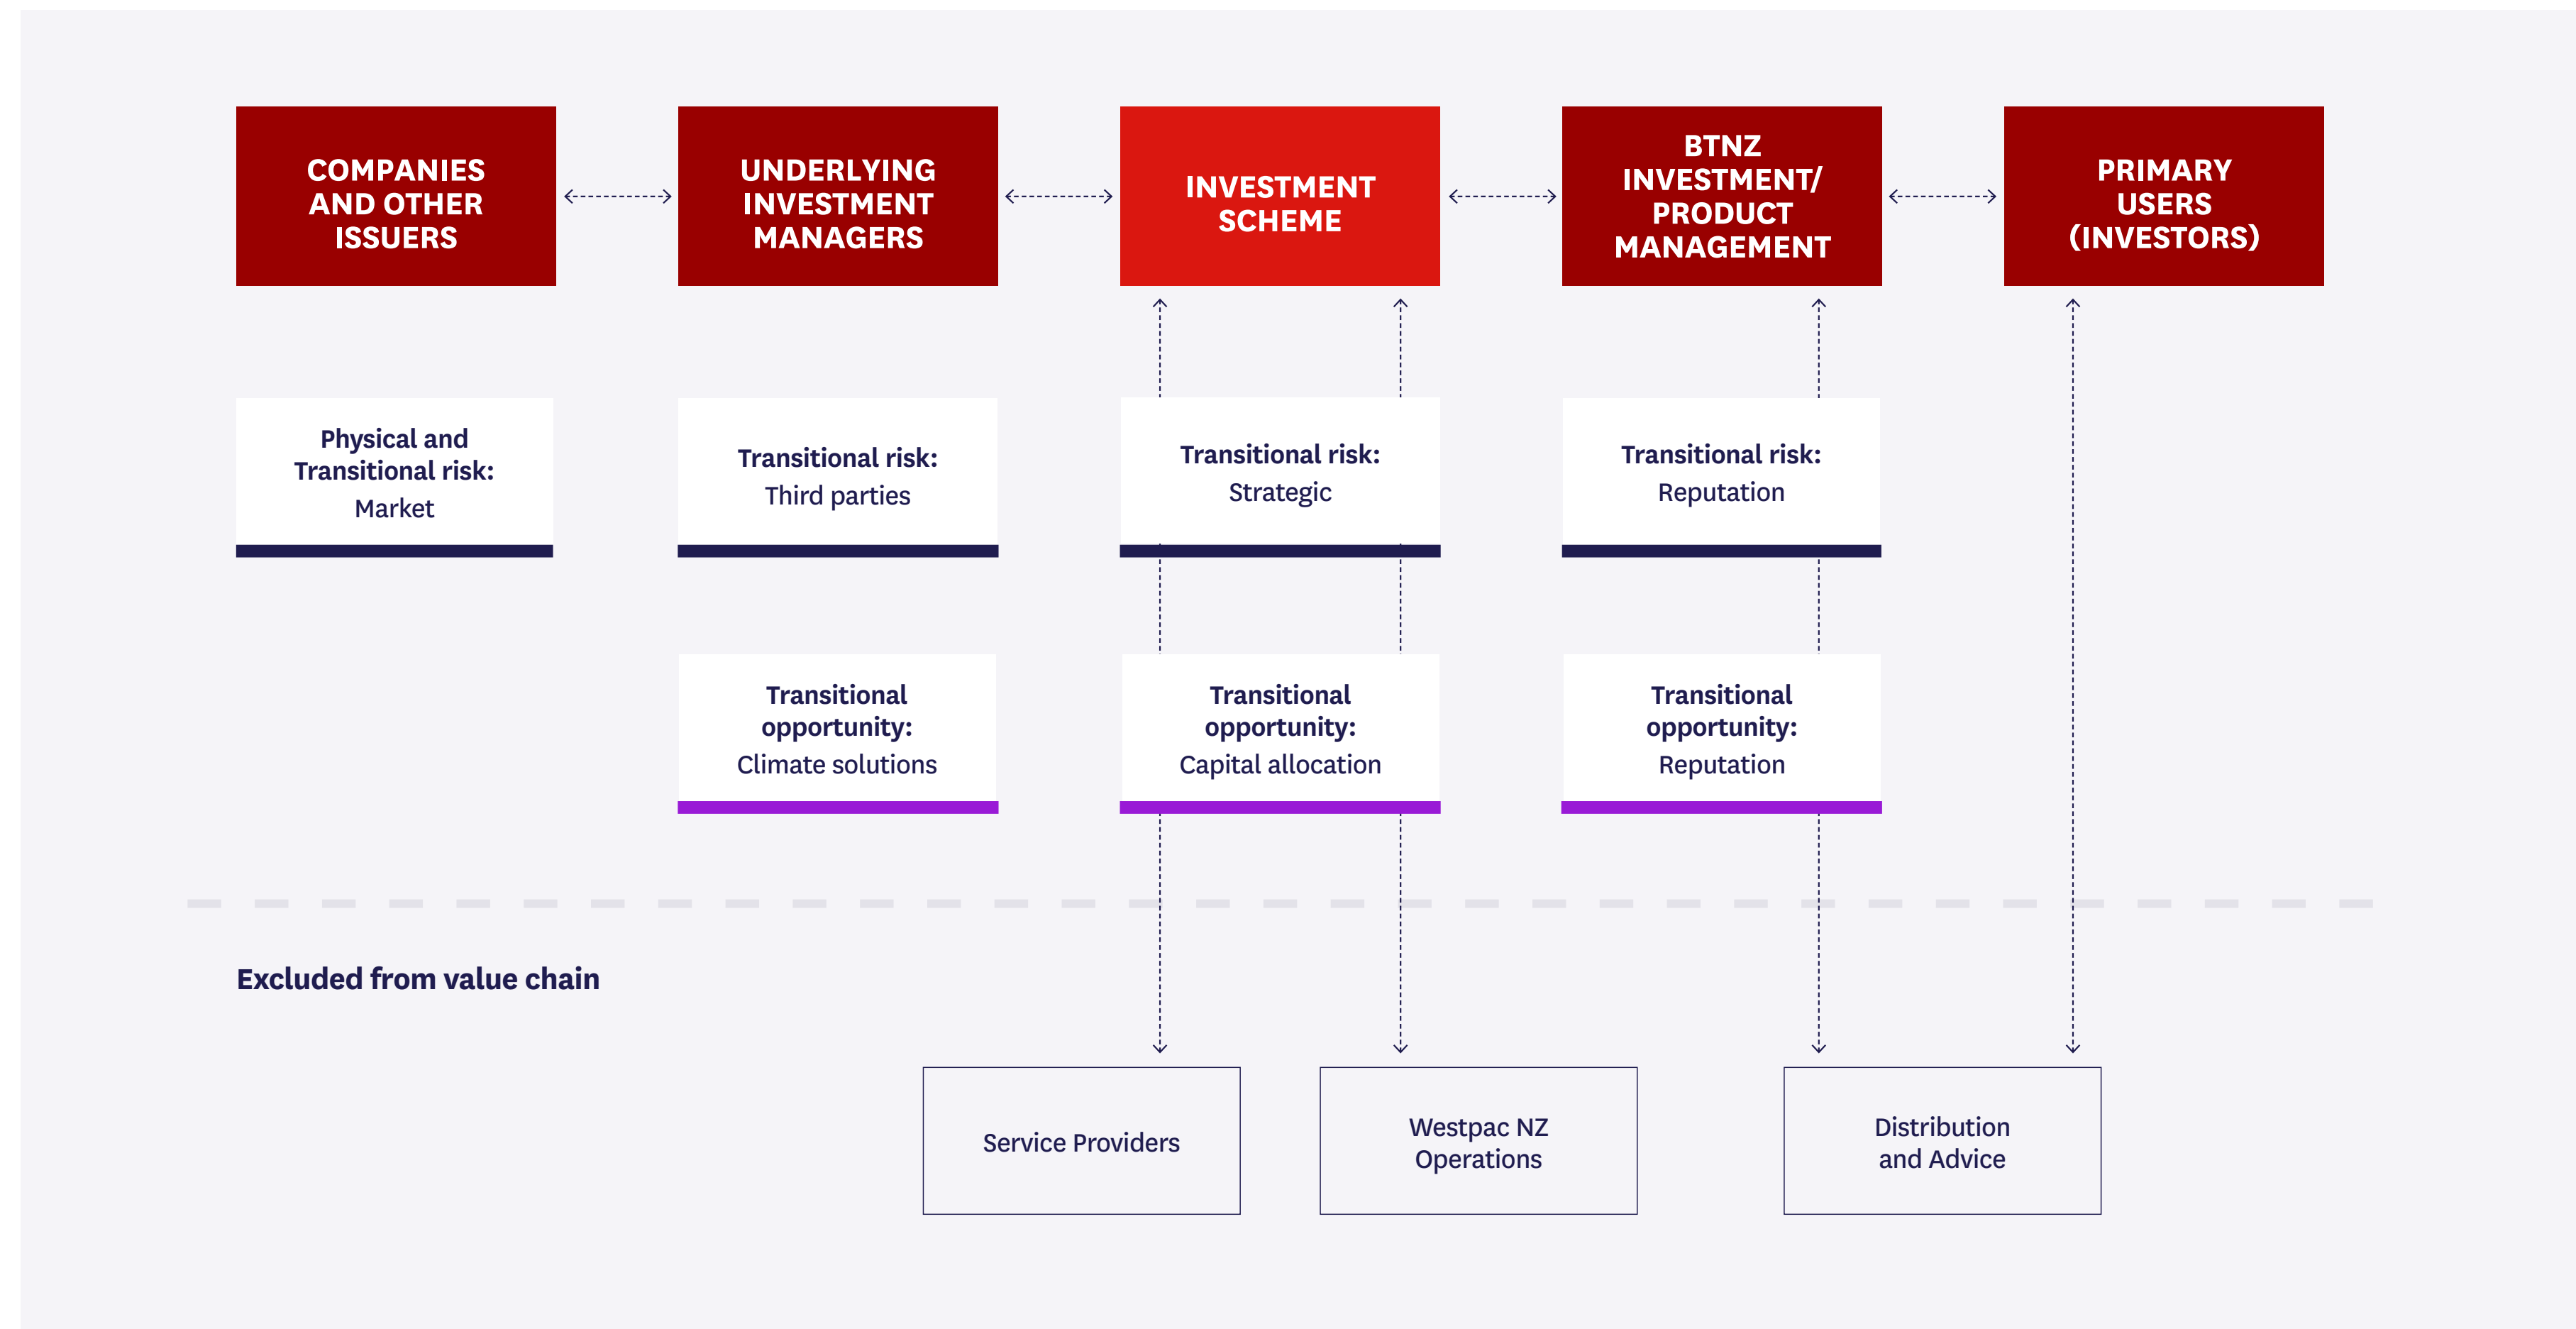 COMPANIES
AND OTHER
ISSUERS
UNDERLYING
INVESTMENT
MANAGERS
INVESTMENT
SCHEME
BTNZ
INVESTMENT/
PRODUCT
MANAGEMENT
PRIMARY
USERS
(INVESTORS)
Physical and
Transitional risk:
Market
Transitional risk:
Third parties
Transitional risk:
Strategic
Transitional risk:
Reputation
Transitional
opportunity:
Climate solutions
Transitional
opportunity:
Capital allocation
Transitional
opportunity:
Reputation
Excluded from value chain
Service Providers
Westpac NZ
Operations
Distribution
and Advice